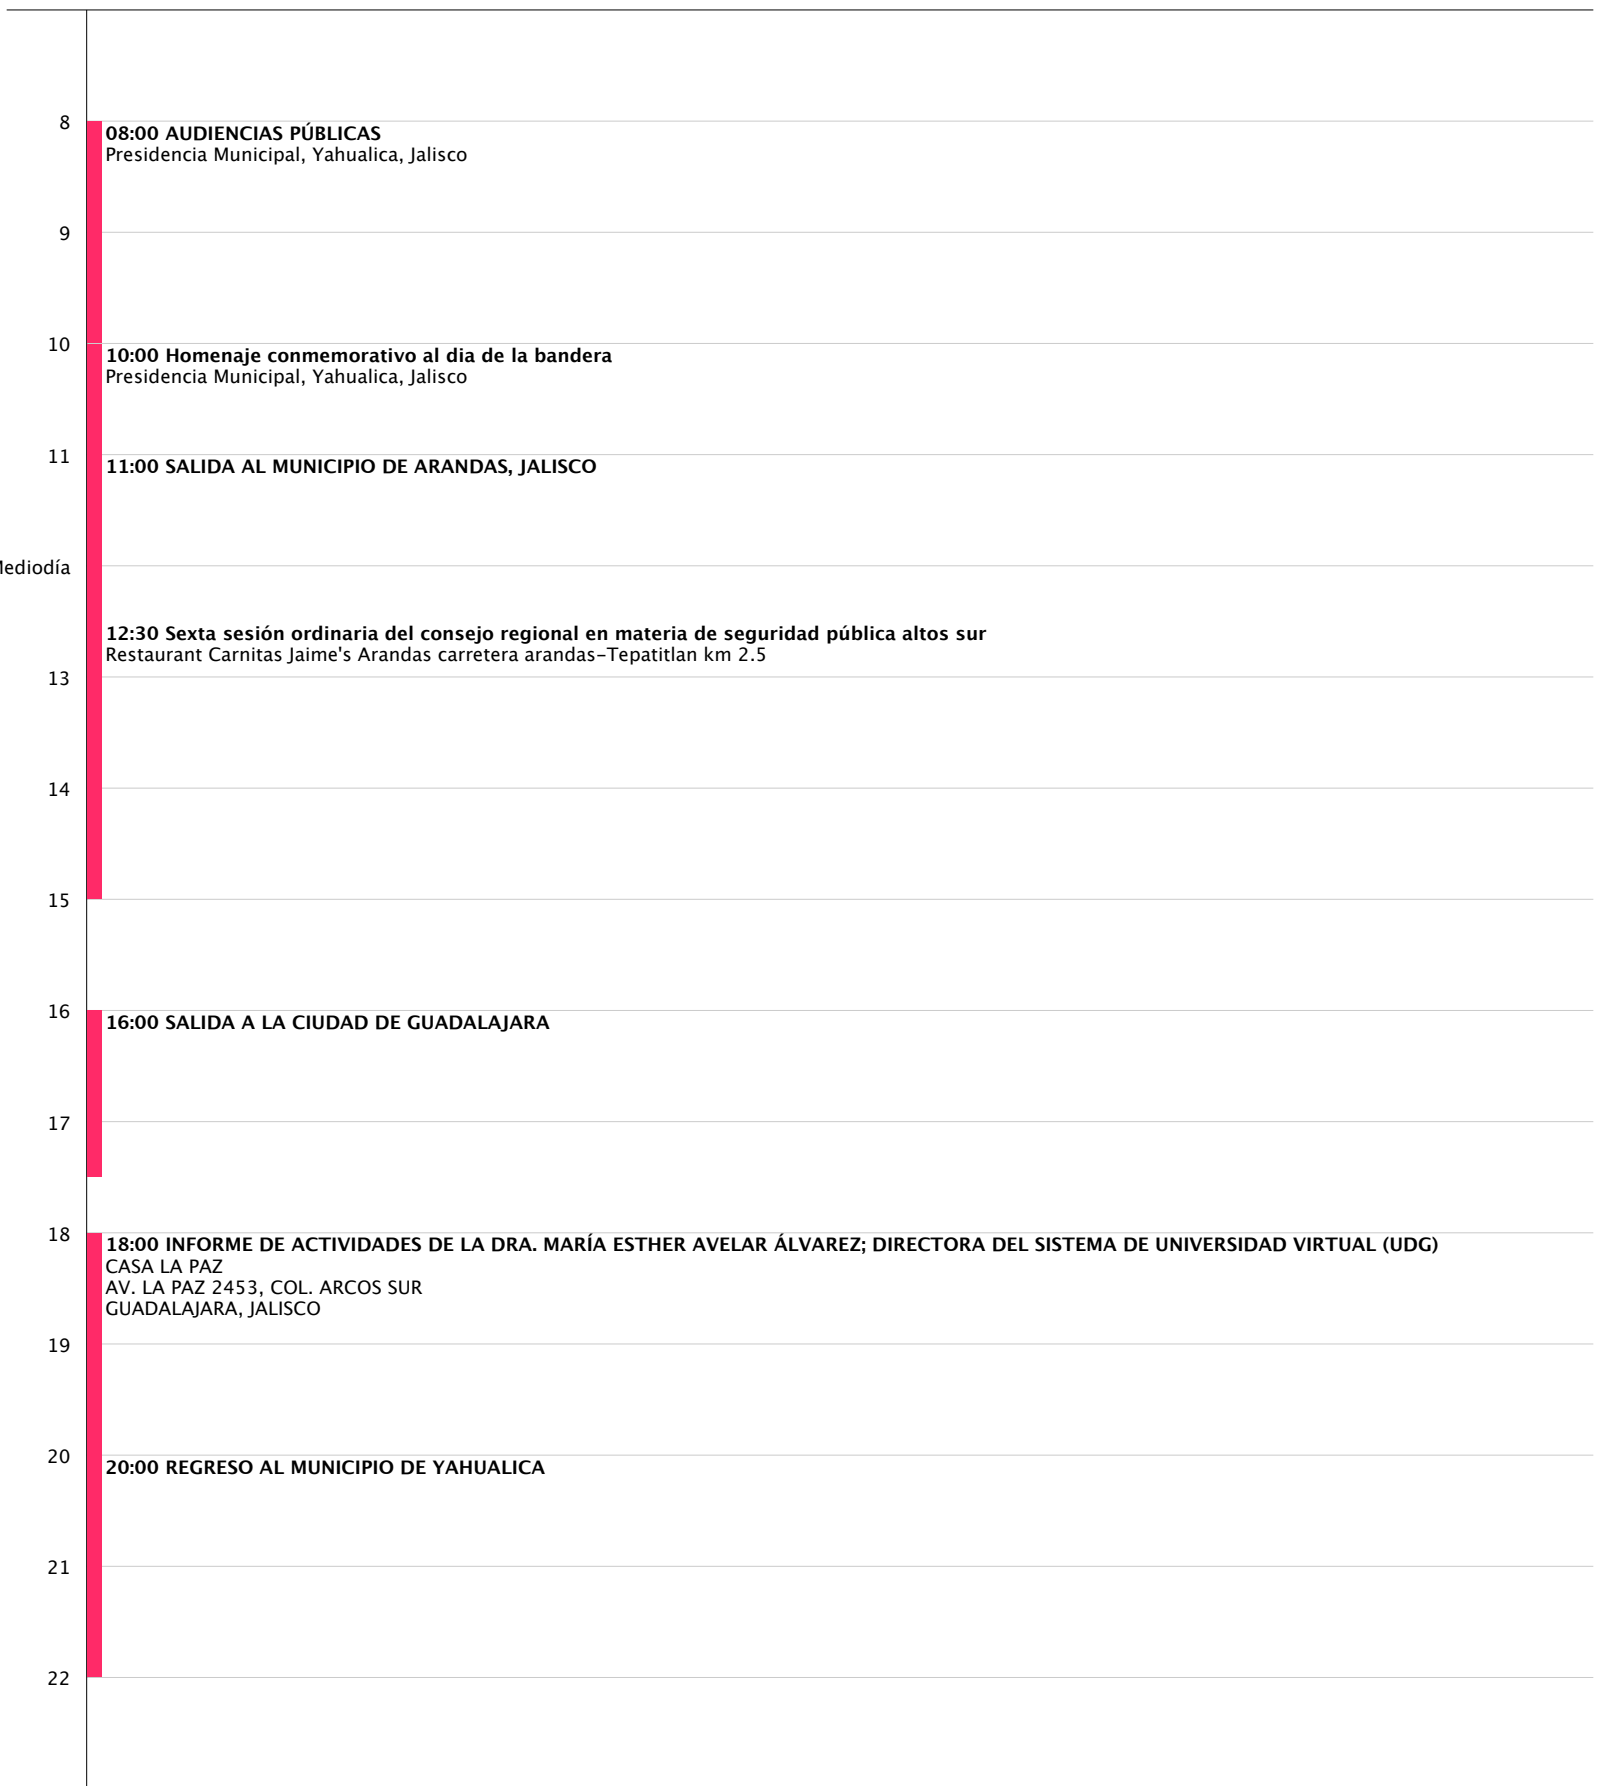 8
08:00 AUDIENCIAS PÚBLICAS
Presidencia Municipal, Yahualica, Jalisco
9
10
10:00 Homenaje conmemorativo al dia de la bandera
Presidencia Municipal, Yahualica, Jalisco
11
11:00 SALIDA AL MUNICIPIO DE ARANDAS, JALISCO
Mediodía
12:30 Sexta sesión ordinaria del consejo regional en materia de seguridad pública altos sur
Restaurant Carnitas Jaime's Arandas carretera arandas-Tepatitlan km 2.5
13
14
15
16
16:00 SALIDA A LA CIUDAD DE GUADALAJARA
17
18
18:00 INFORME DE ACTIVIDADES DE LA DRA. MARÍA ESTHER AVELAR ÁLVAREZ; DIRECTORA DEL SISTEMA DE UNIVERSIDAD VIRTUAL (UDG)
CASA LA PAZ
AV. LA PAZ 2453, COL. ARCOS SUR
GUADALAJARA, JALISCO
19
20
20:00 REGRESO AL MUNICIPIO DE YAHUALICA
21
22